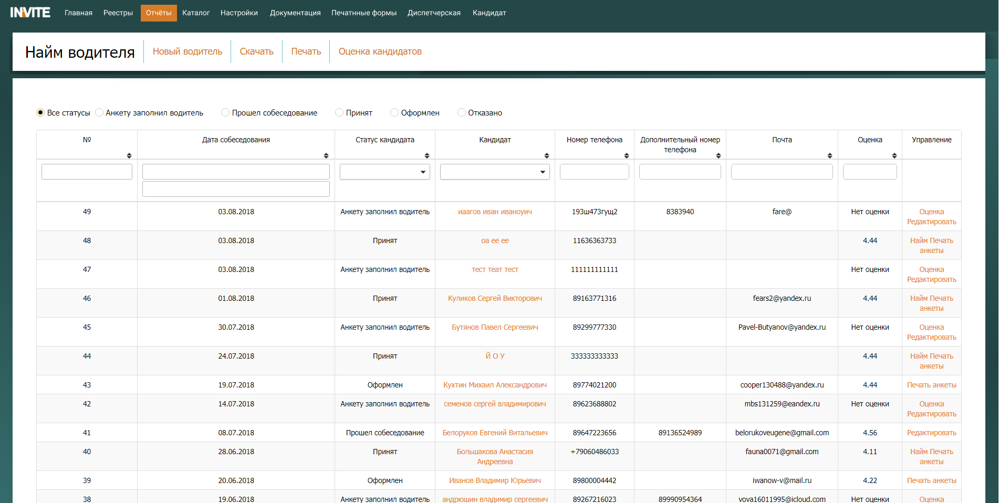 INVITE Главная Реестры Отчёты Каталог Настройки Документация Печатнные формы Диспетчерская Кандидат
Найм водителя Новый водитель Скачать Печать Оценка кандидатов
Все статусы Анкету заполнил водитель Прошел собеседование Принят Оформлен Отказано
№ Дата собеседования Статус кандидата Кандидат Номер телефона Дополнительный номер Почта Оценка Управление
телефона
49 03.08.2018 Анкету заполнил водитель иаагов иван иваноуич 193ш473гущ2 8383940 fare@ Нет оценки Оценка
Редактировать
48 03.08.2018 Принят оа ее ее 11636363733 4.44 Найм Печать
анкеты
47 03.08.2018 Анкету заполнил водитель тест теат тест 111111111111 Нет оценки Оценка
Редактировать
46 01.08.2018 Принят Куликов Сергей Викторович 89163771316 fears2@yandex.ru 4.44 Найм Печать
анкеты
45 30.07.2018 Анкету заполнил водитель Бутянов Павел Сергеевич 89299777330 Pavel-Butyanov@yandex.ru Нет оценки Оценка
Редактировать
44 24.07.2018 Принят Й О У 333333333333 4.44 Найм Печать
анкеты
43 19.07.2018 Оформлен Кухтин Михаил Александрович 89774021200 cooper130488@yandex.ru 4.44 Печать анкеты
42 14.07.2018 Анкету заполнил водитель семенов сергей владимирович 89623688802 mbs131259@eandex.ru Нет оценки Оценка
Редактировать
41 08.07.2018 Прошел собеседование Белоруков Евгений Витальевич 89647223656 89136524989 belorukoveugene@gmail.com 4.56 Редактировать
40 28.06.2018 Принят Большакова Анастасия +79060486033 fauna0071@gmail.com 4.11 Найм Печать
Андреевна анкеты
39 20.06.2018 Оформлен Иванов Владимир Юрьевич 89800004442 iwanow-v@mail.ru 4.22 Печать анкеты
38 19.06.2018 Анкету заполнил водитель андрюшин владимир сергеевич 89267216023 89990954364 vova16011995@icloud.com Нет оценки Оценка